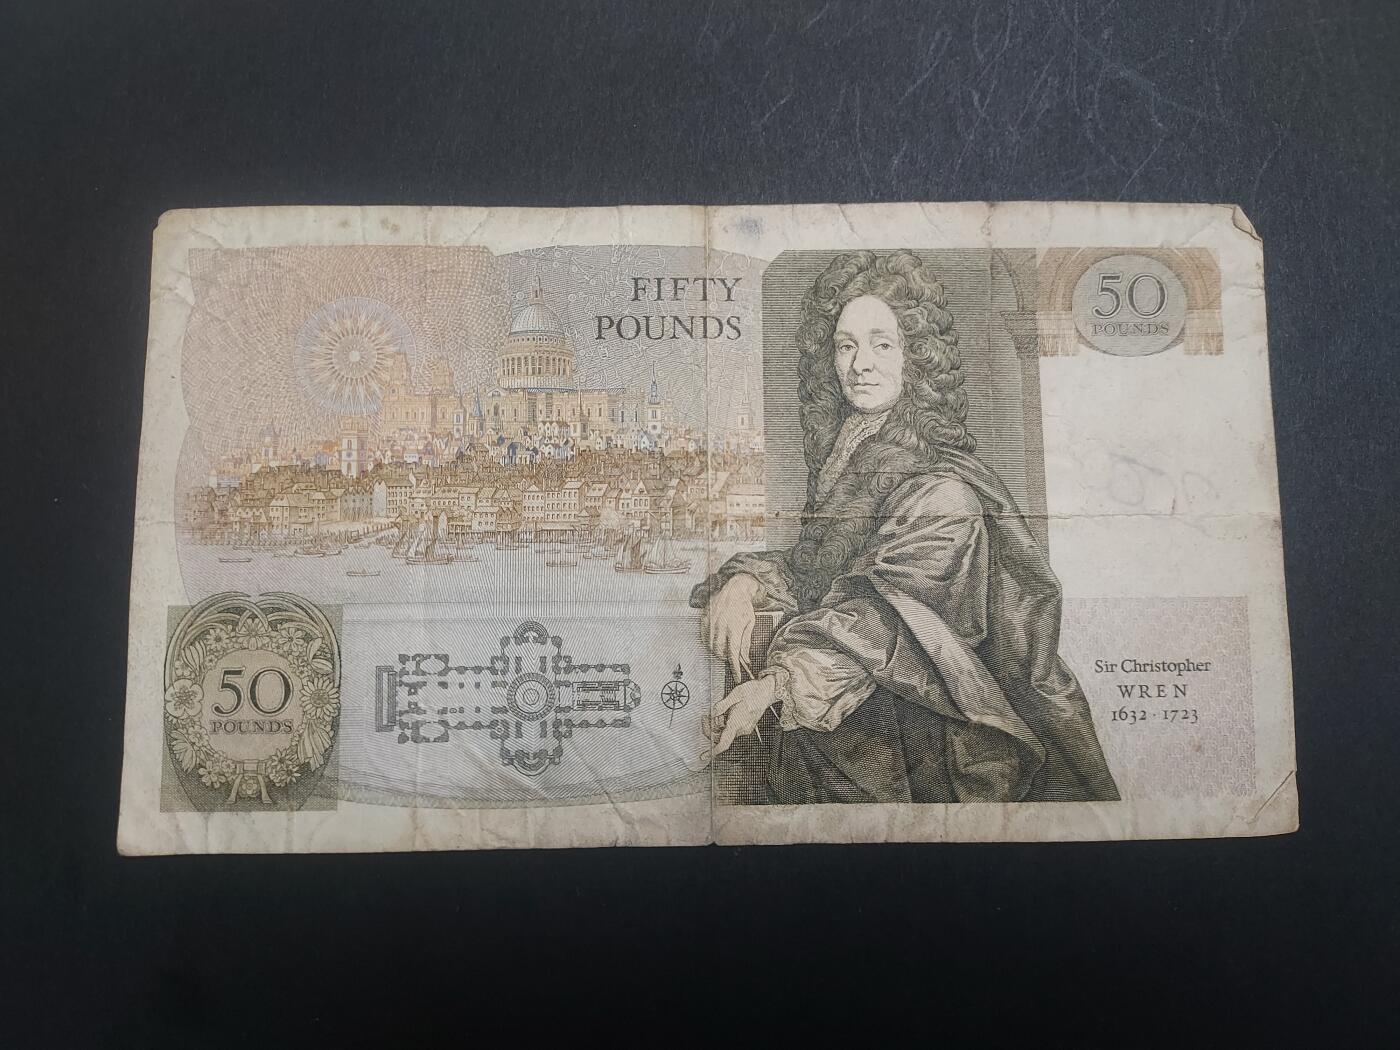 FIFTY
POUNDS
50
POUNDS
50
POUNDS
Sir Christopher
WREN
1632 · 1723